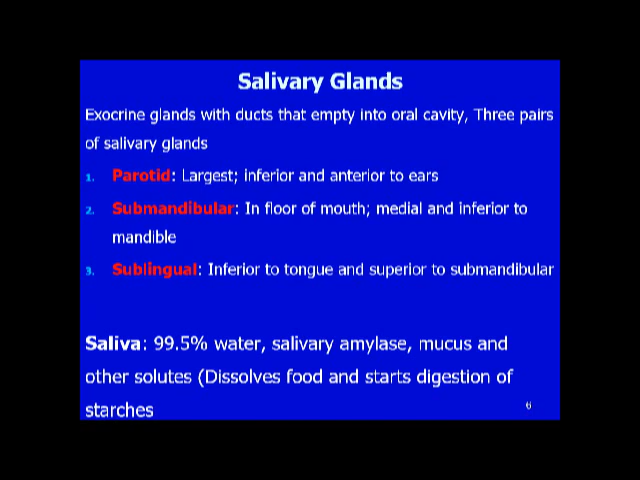 Salivary Glands
Exocrine glands with ducts that empty into oral cavity, Three pairs
of salivary glands
1. Parotid: Largest; inferior and anterior to ears
2. Submandibular: In floor of mouth; medial and inferior to
mandible
3. Sublingual: Inferior to tongue and superior to submandibular
Saliva: 99.5% water, salivary amylase, mucus and
other solutes (Dissolves food and starts digestion of
starches
6